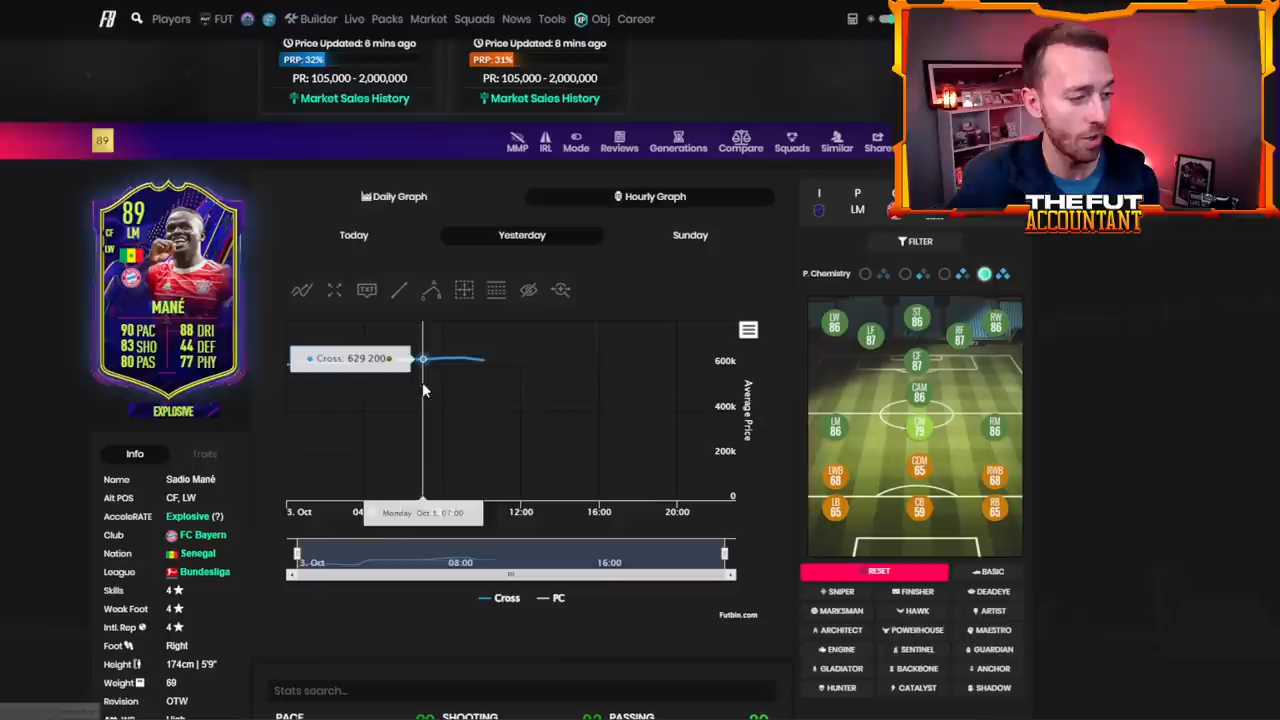 FB
Players FUT Builder Live Packs Market Squads News Tools XP Obj Career
Price Updated: 6 mins ago
PRP: 32%
PR: 105,000 - 2,000,000
Market Sales History
Price Updated: 8 mins ago
PRP: 31%
PR: 105,000 - 2,000,000
Market Sales History
89
MMP IRL Mode Reviews Generations Compare Squads Similar Share
THE FUT
ACCOUNTANT
89
LM
CF
LW
MANÉ
90 PAC 88 DRI
83 SHO 44 DEF
80 PAS 77 PHY
EXPLOSIVE
Daily Graph Hourly Graph
Today Yesterday Sunday
TXT
Cross: 629 200
600k
400k
200k
0
Average Price
3. Oct 12:00 16:00 20:00
Monday, Oct 3, 07:00
3. Oct 08:00 16:00
Cross PC
Futbin.com
Stats search...
PACE SHOOTING PASSING
Info Traits
Name Sadio Mané
Alt POS CF, LW
AcceleRATE Explosive (?)
Club FC Bayern
Nation Senegal
League Bundesliga
Skills 4
Weak Foot 4
Intl. Rep 4
Foot Right
Height 174cm | 5'9"
Weight 69
Revision OTW
I P
LM
FILTER
P. Chemistry
LW 86
LF 87
ST 86
RF 87
RW 86
CF 87
CAM 86
LM 86
CM 79
RM 86
LWB 68
CDM 65
RWB 68
LB 65
CB 59
RB 65
RESET BASIC
SNIPER FINISHER DEADEYE
MARKSMAN HAWK ARTIST
ARCHITECT POWERHOUSE MAESTRO
ENGINE SENTINEL GUARDIAN
GLADIATOR BACKBONE ANCHOR
HUNTER CATALYST SHADOW